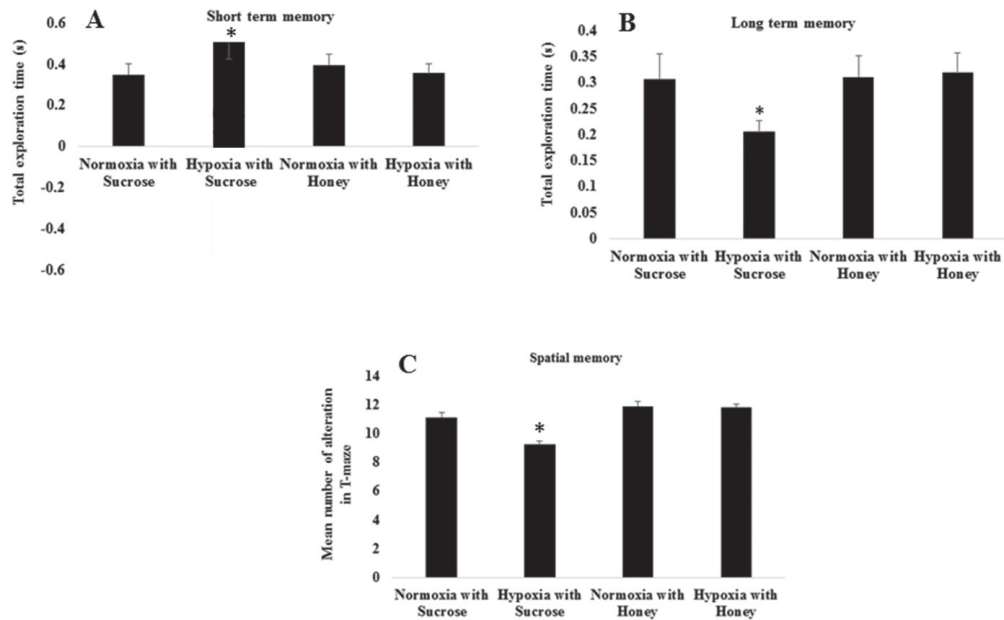 A
Short term memory
Total exploration time (s)
0.6
0.4
0.2
0
-0.2
-0.4
-0.6
*
Normoxia with
Sucrose
Hypoxia with
Sucrose
Normoxia with
Honey
Hypoxia with
Honey
B
Long term memory
Total exploration time (s)
0.4
0.35
0.3
0.25
0.2
0.15
0.1
0.05
0
*
Normoxia with
Sucrose
Hypoxia with
Sucrose
Normoxia with
Honey
Hypoxia with
Honey
C
Spatial memory
Mean number of alteration
in T-maze
14
12
10
8
6
4
2
0
*
Normoxia with
Sucrose
Hypoxia with
Sucrose
Normoxia with
Honey
Hypoxia with
Honey